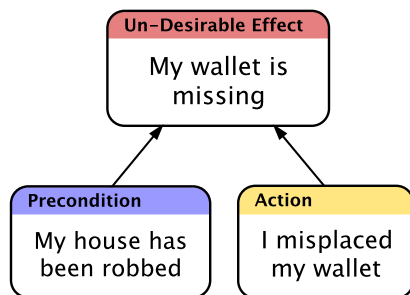 Un-Desirable Effect
My wallet is
missing
Precondition
My house has
been robbed
Action
I misplaced
my wallet